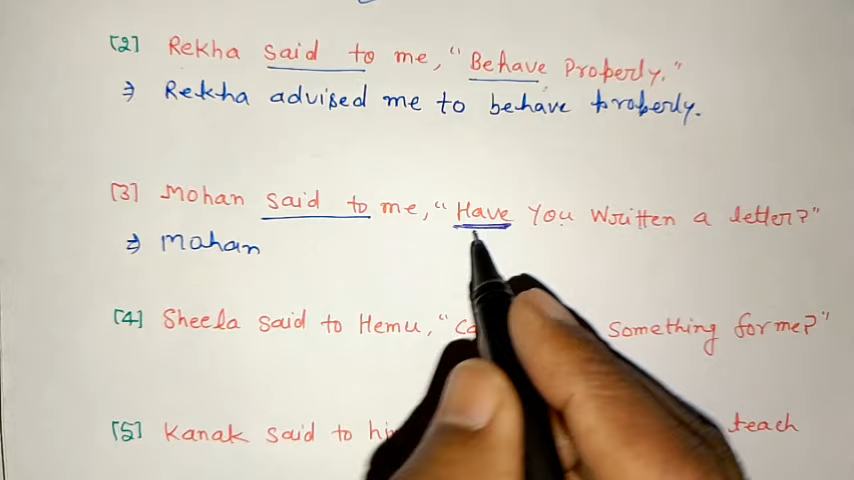 [2] Rekha said to me, "Behave Properly."
⇒ Rekha advised me to behave properly.
[3] Mohan said to me, "Have You Written a letter?"
⇒ Mahan
[4] Sheela said to Hemu, " something for me?"
[5] Kanak said to teach